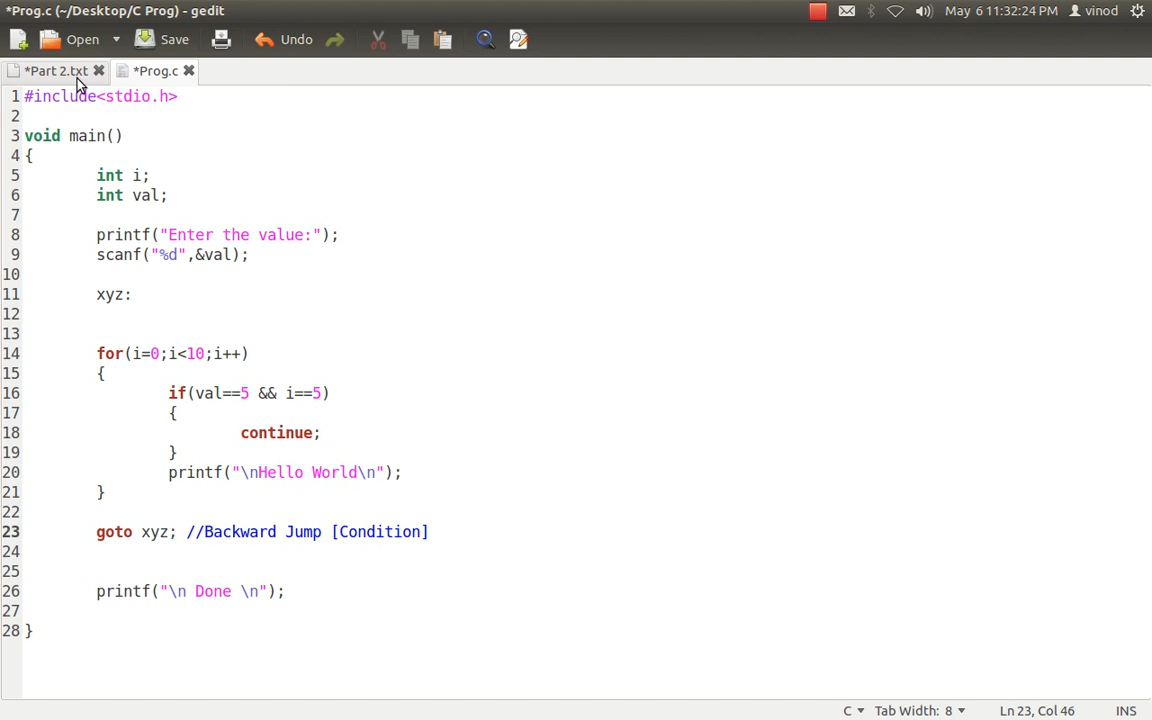 *Prog.c (~/Desktop/C Prog) - gedit
May 6 11:32:24 PM vinod
Open Save Undo
*Part 2.txt *Prog.c
1 #include<stdio.h>
2
3 void main()
4 {
5 int i;
6 int val;
7
8 printf("Enter the value:");
9 scanf("%d",&val);
10
11 xyz:
12
13
14 for(i=0;i<10;i++)
15 {
16 if(val==5 && i==5)
17 {
18 continue;
19 }
20 printf("\nHello World\n");
21 }
22
23 goto xyz; //Backward Jump [Condition]
24
25
26 printf("\n Done \n");
27
28 }
C Tab Width: 8 Ln 23, Col 46 INS